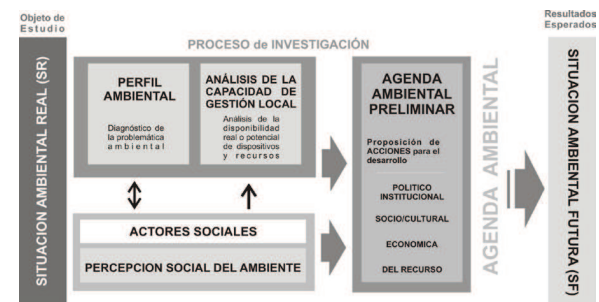 Objeto de
Estudio
SITUACION AMBIENTAL REAL (SR)
PROCESO de INVESTIGACIÓN
PERFIL
AMBIENTAL
Diagnóstico de
la problemática
ambiental
ANÁLISIS DE LA
CAPACIDAD DE
GESTIÓN LOCAL
Análisis de la
disponibilidad
real o potencial
de dispositivos
y recursos
ACTORES SOCIALES
PERCEPCION SOCIAL DEL AMBIENTE
AGENDA
AMBIENTAL
PRELIMINAR
Proposición de
ACCIONES para el
desarrollo
POLITICO
INSTITUCIONAL
SOCIO/CULTURAL
ECONOMICA
DEL RECURSO
AGENDA AMBIENTAL
Resultados
Esperados
SITUACION AMBIENTAL FUTURA (SF)